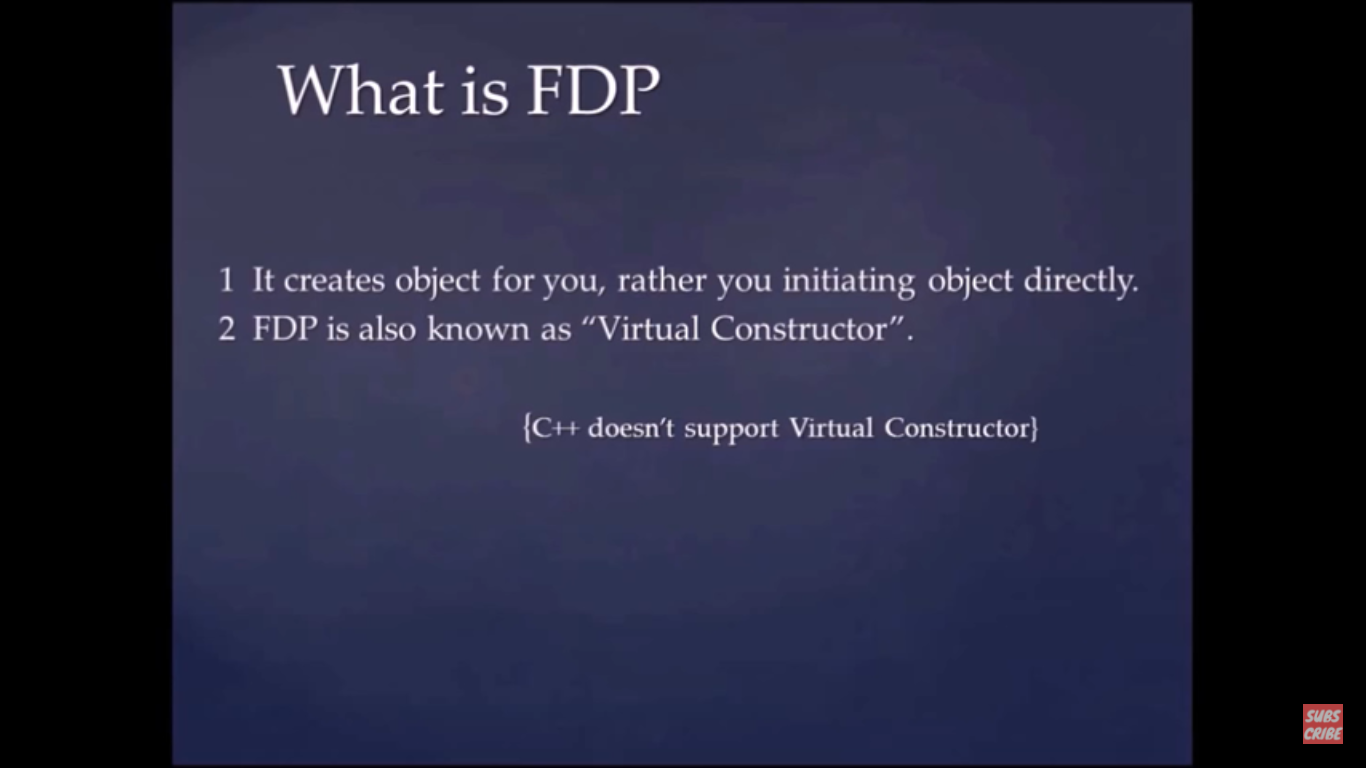 What is FDP
1 It creates object for you, rather you initiating object directly.
2 FDP is also known as “Virtual Constructor”.
{C++ doesn’t support Virtual Constructor}
SUBS
CRIBE